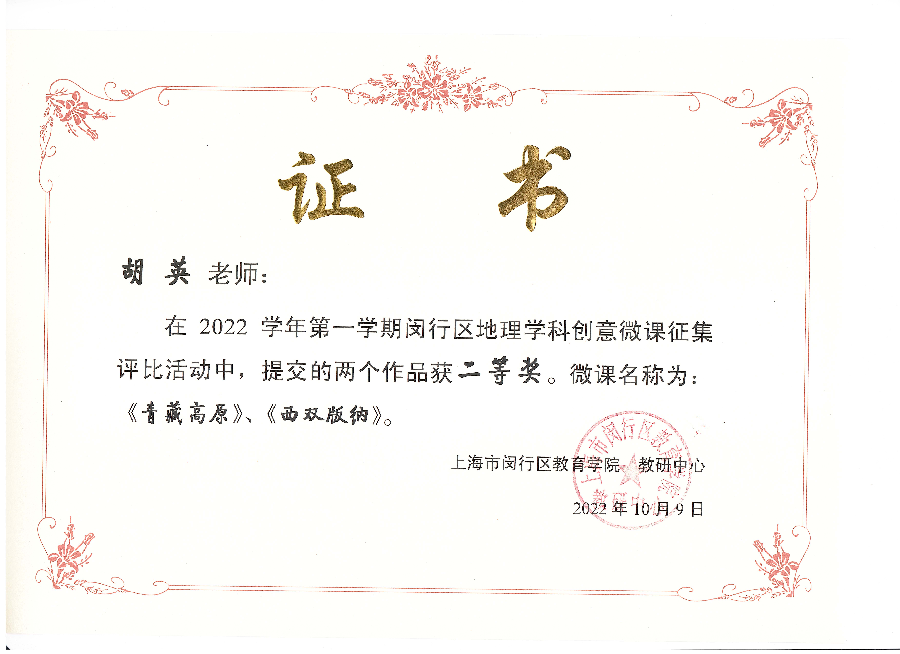 证书
胡英 老师：
在 2022 学年第一学期闵行区地理学科创意微课征集
评比活动中，提交的两个作品获二等奖。微课名称为：
《青藏高原》、《西双版纳》。
上海市闵行区教育学院 教研中心
2022 年 10 月 9 日
上海市闵行区教育学院
教研中心